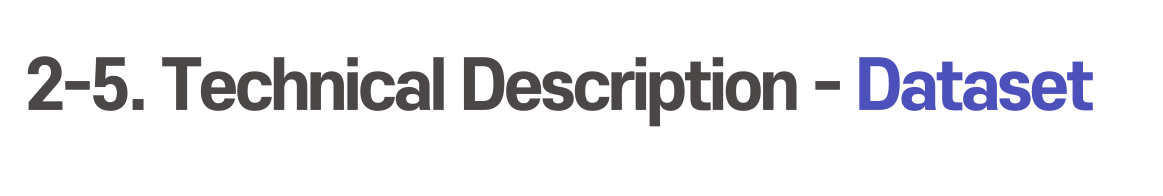 2-5. Technical Description - Dataset